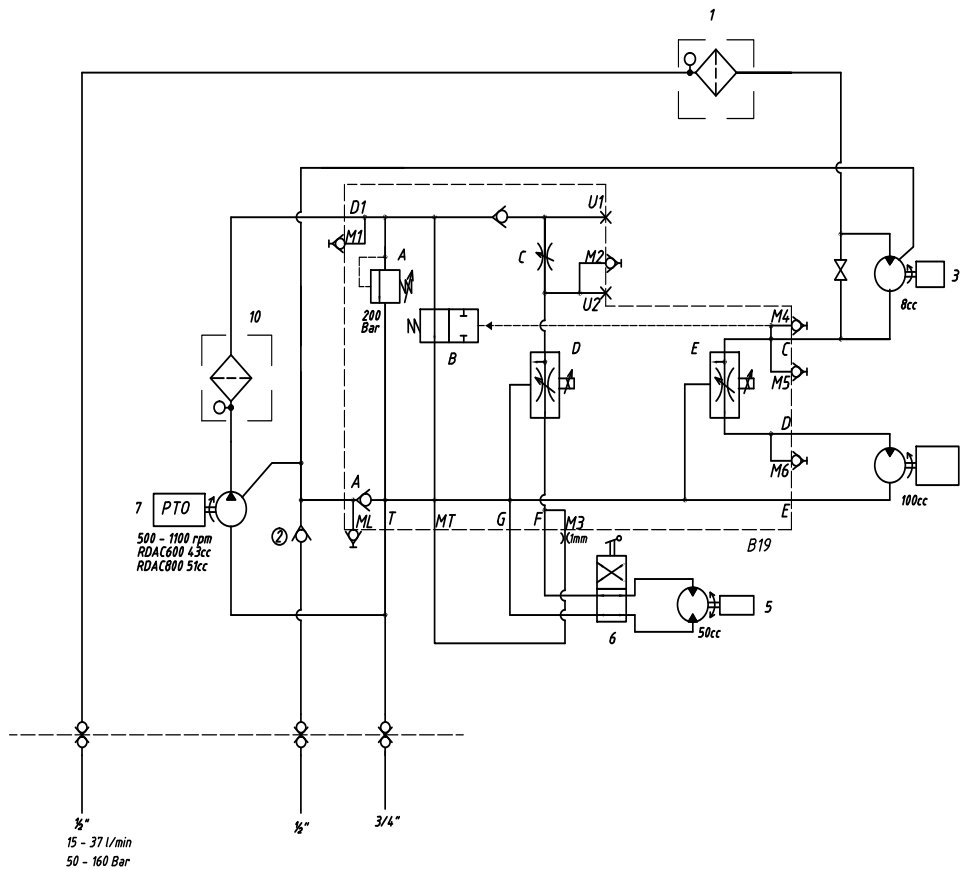 1
D1
U1
M1
A
C
M2
U2
3
8cc
200
Bar
10
M4
B
D
E
C
M5
D
M6
A
7
PTO
100cc
ML
T
MT
G
F
M3
E
2
1mm
B19
500 - 1100 rpm
RDAC600 43cc
RDAC800 51cc
5
6
50cc
½"
½"
3/4"
15 - 37 l/min
50 - 160 Bar